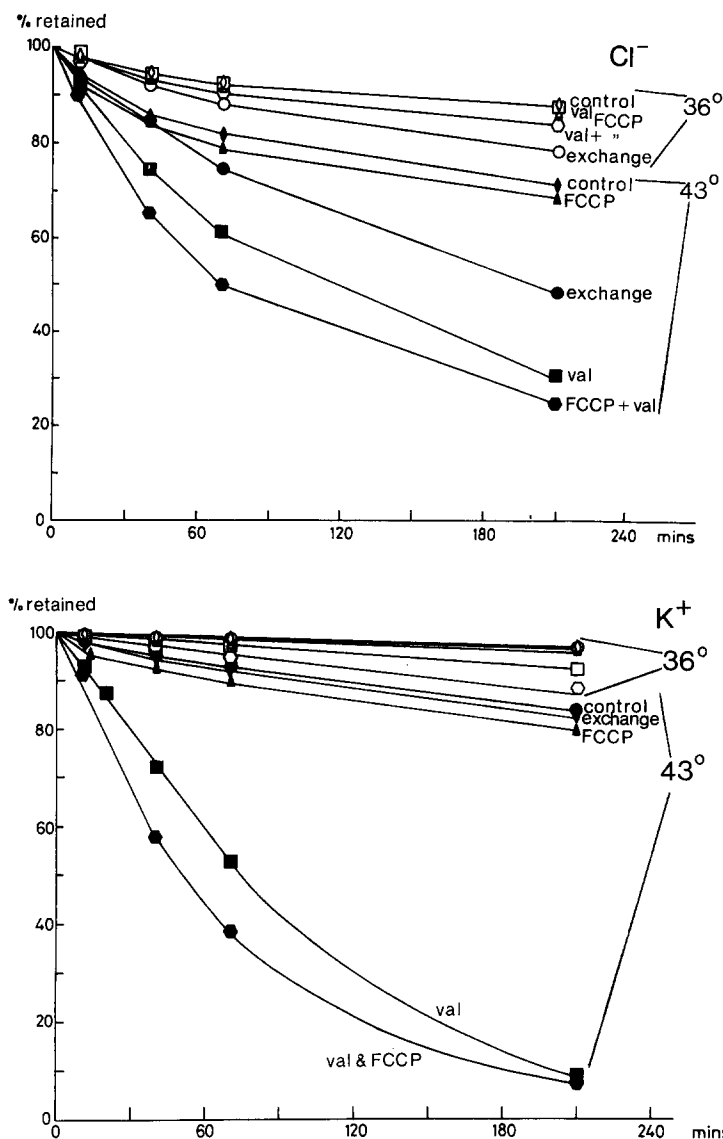 % retained
100
80
60
40
20
0
0 60 120 180 240 mins
Cl⁻
control
val FCCP
val+ "
exchange
36°
control
FCCP
43°
exchange
val
FCCP + val
% retained
100
80
60
40
20
0
0 60 120 180 240 mins
K⁺
36°
control
exchange
FCCP
43°
val
val & FCCP